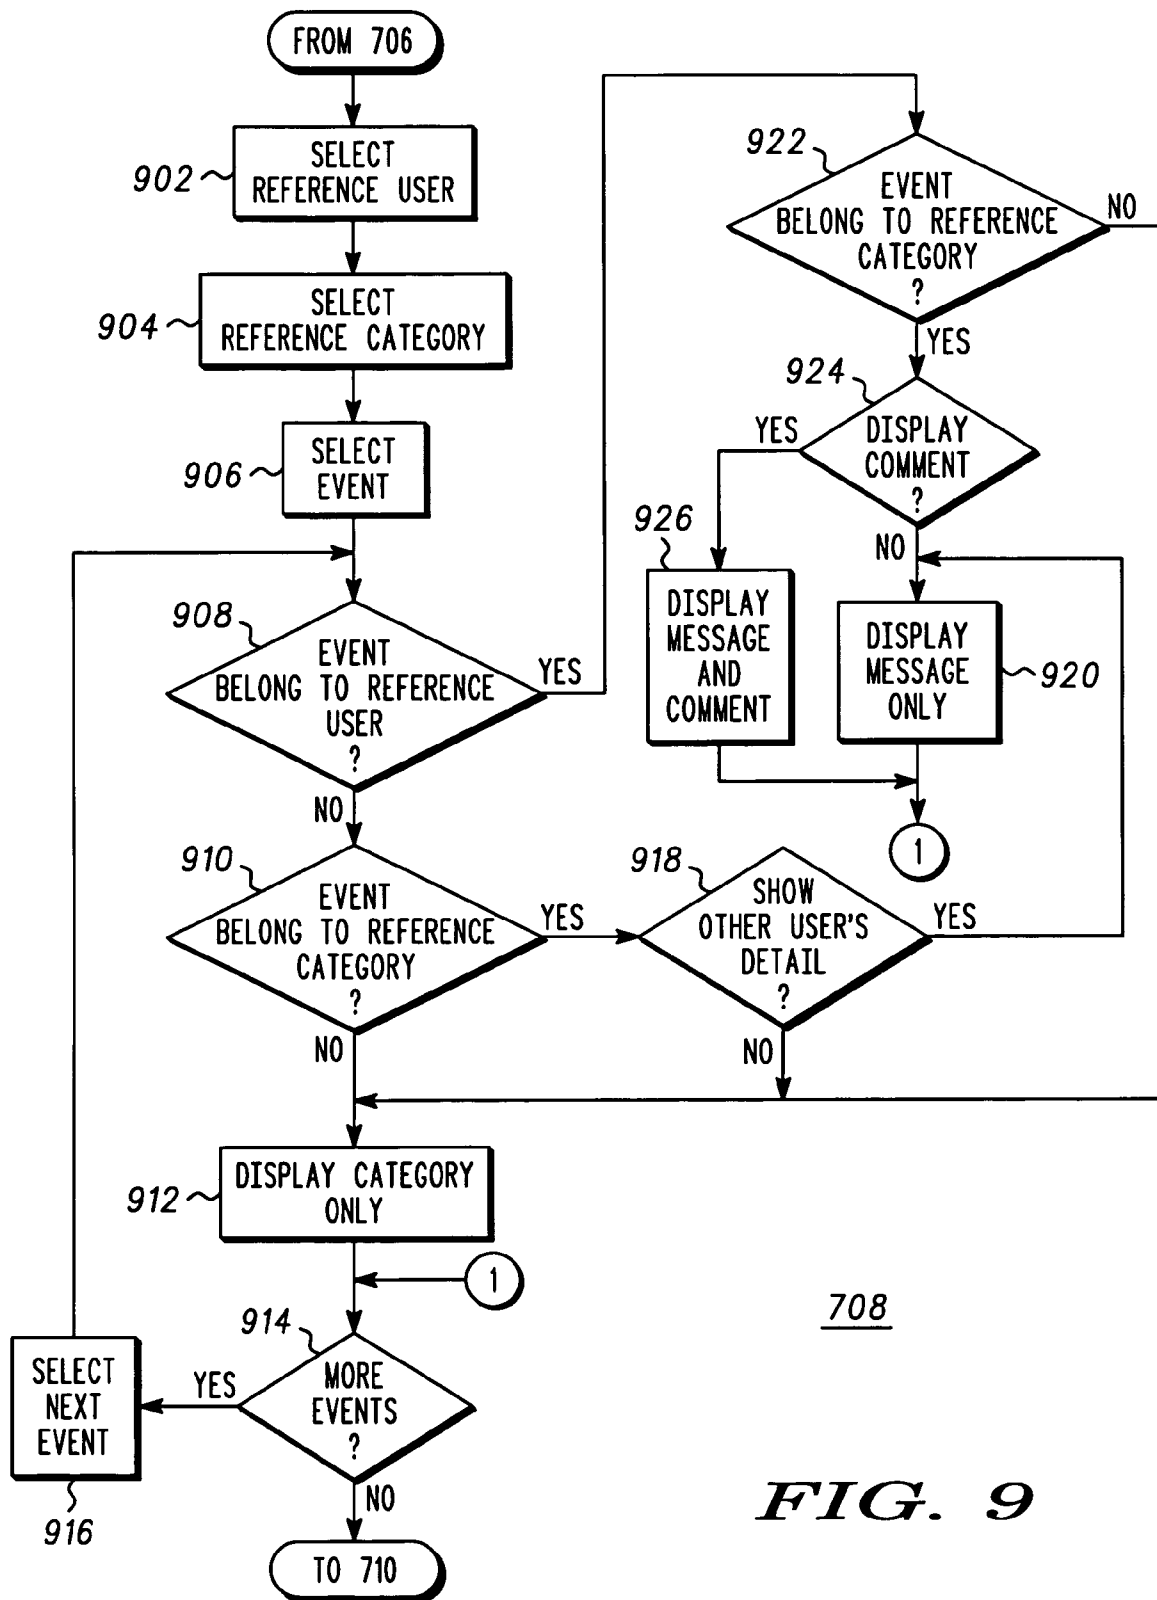 FROM 706
902
SELECT
REFERENCE USER
904
SELECT
REFERENCE CATEGORY
906
SELECT
EVENT
908
EVENT
BELONG TO REFERENCE
USER
?
YES
NO
910
EVENT
BELONG TO REFERENCE
CATEGORY
?
YES
NO
918
SHOW
OTHER USER'S
DETAIL
?
YES
NO
922
EVENT
BELONG TO REFERENCE
CATEGORY
?
NO
YES
924
DISPLAY
COMMENT
?
YES
NO
926
DISPLAY
MESSAGE
AND
COMMENT
DISPLAY
MESSAGE
ONLY
920
1
912
DISPLAY CATEGORY
ONLY
1
914
MORE
EVENTS
?
YES
NO
SELECT
NEXT
EVENT
916
TO 710
708
FIG. 9